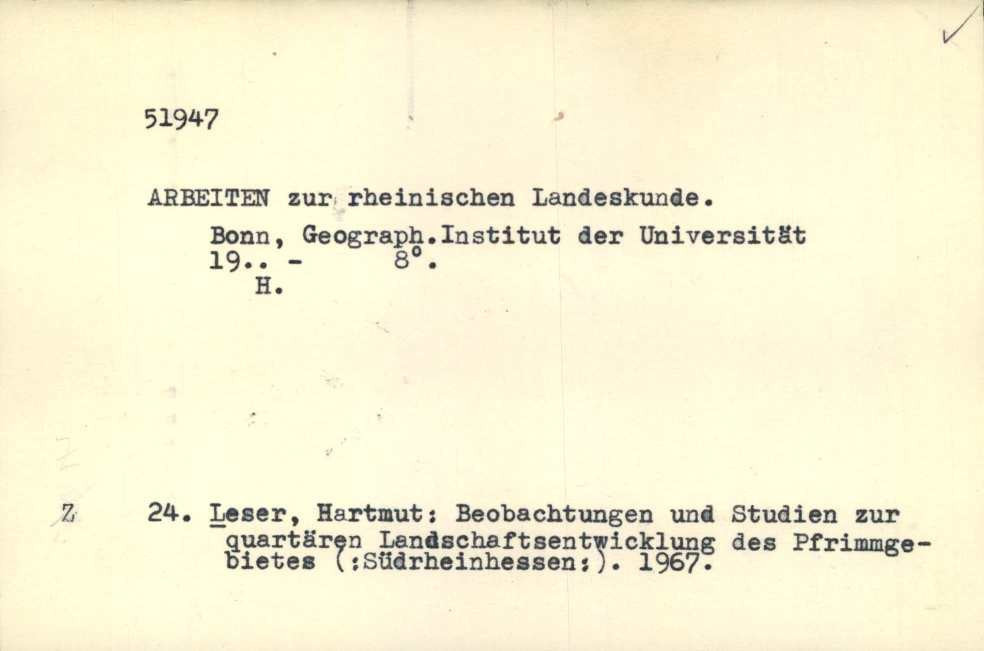 51947
ARBEITEN zur rheinischen Landeskunde.
Bonn, Geograph.Institut der Universität
19.. - 8°.
H.
Z 24. Leser, Hartmut: Beobachtungen und Studien zur
quartären Landschaftsentwicklung des Pfrimmge-
bietes (:Südrheinhessen:). 1967.